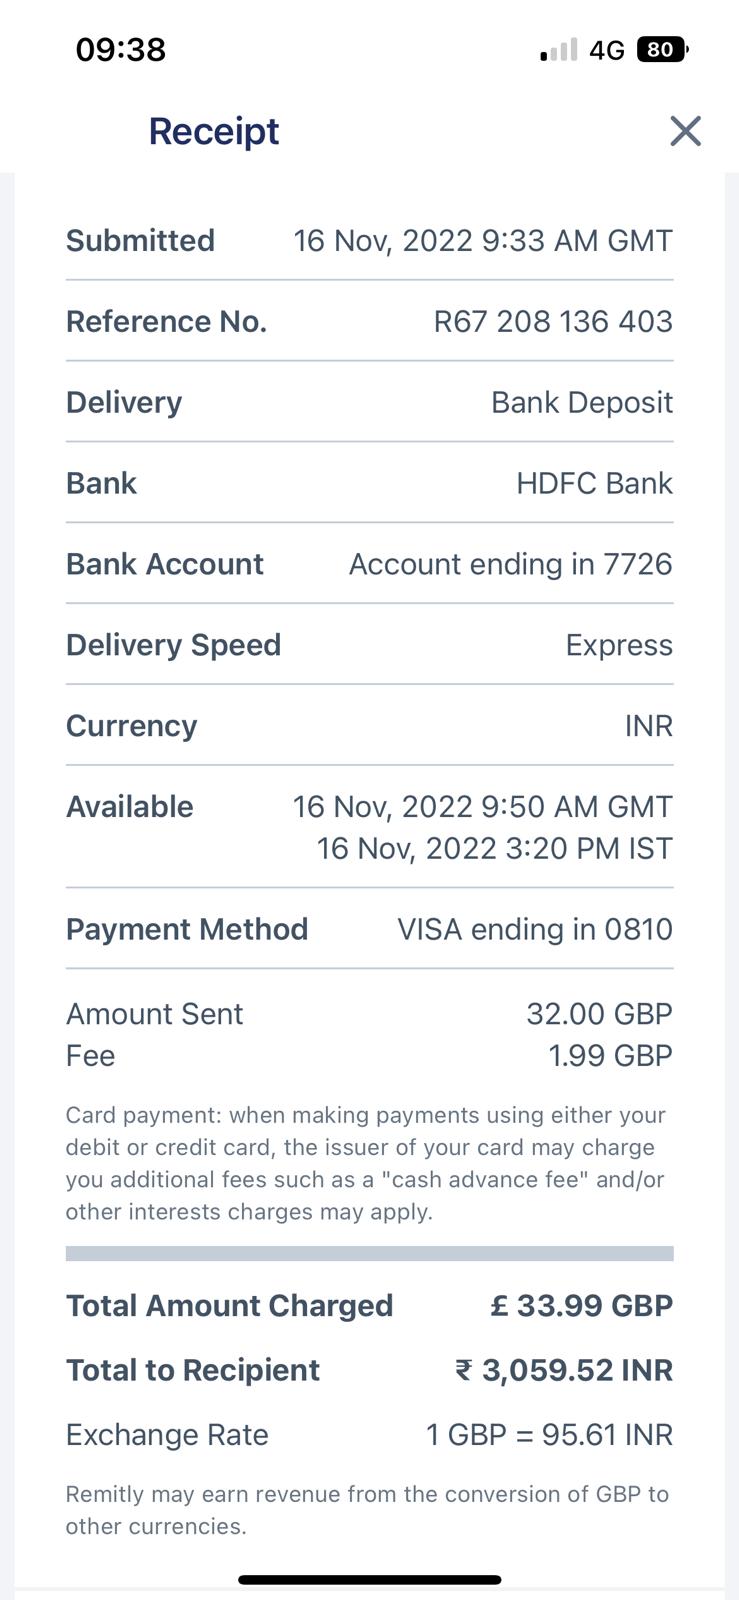 09:38 4G 80
Receipt
Submitted 16 Nov, 2022 9:33 AM GMT
Reference No. R67 208 136 403
Delivery Bank Deposit
Bank HDFC Bank
Bank Account Account ending in 7726
Delivery Speed Express
Currency INR
Available 16 Nov, 2022 9:50 AM GMT
16 Nov, 2022 3:20 PM IST
Payment Method VISA ending in 0810
Amount Sent 32.00 GBP
Fee 1.99 GBP
Card payment: when making payments using either your
debit or credit card, the issuer of your card may charge
you additional fees such as a "cash advance fee" and/or
other interests charges may apply.
Total Amount Charged £ 33.99 GBP
Total to Recipient ₹ 3,059.52 INR
Exchange Rate 1 GBP = 95.61 INR
Remitly may earn revenue from the conversion of GBP to
other currencies.